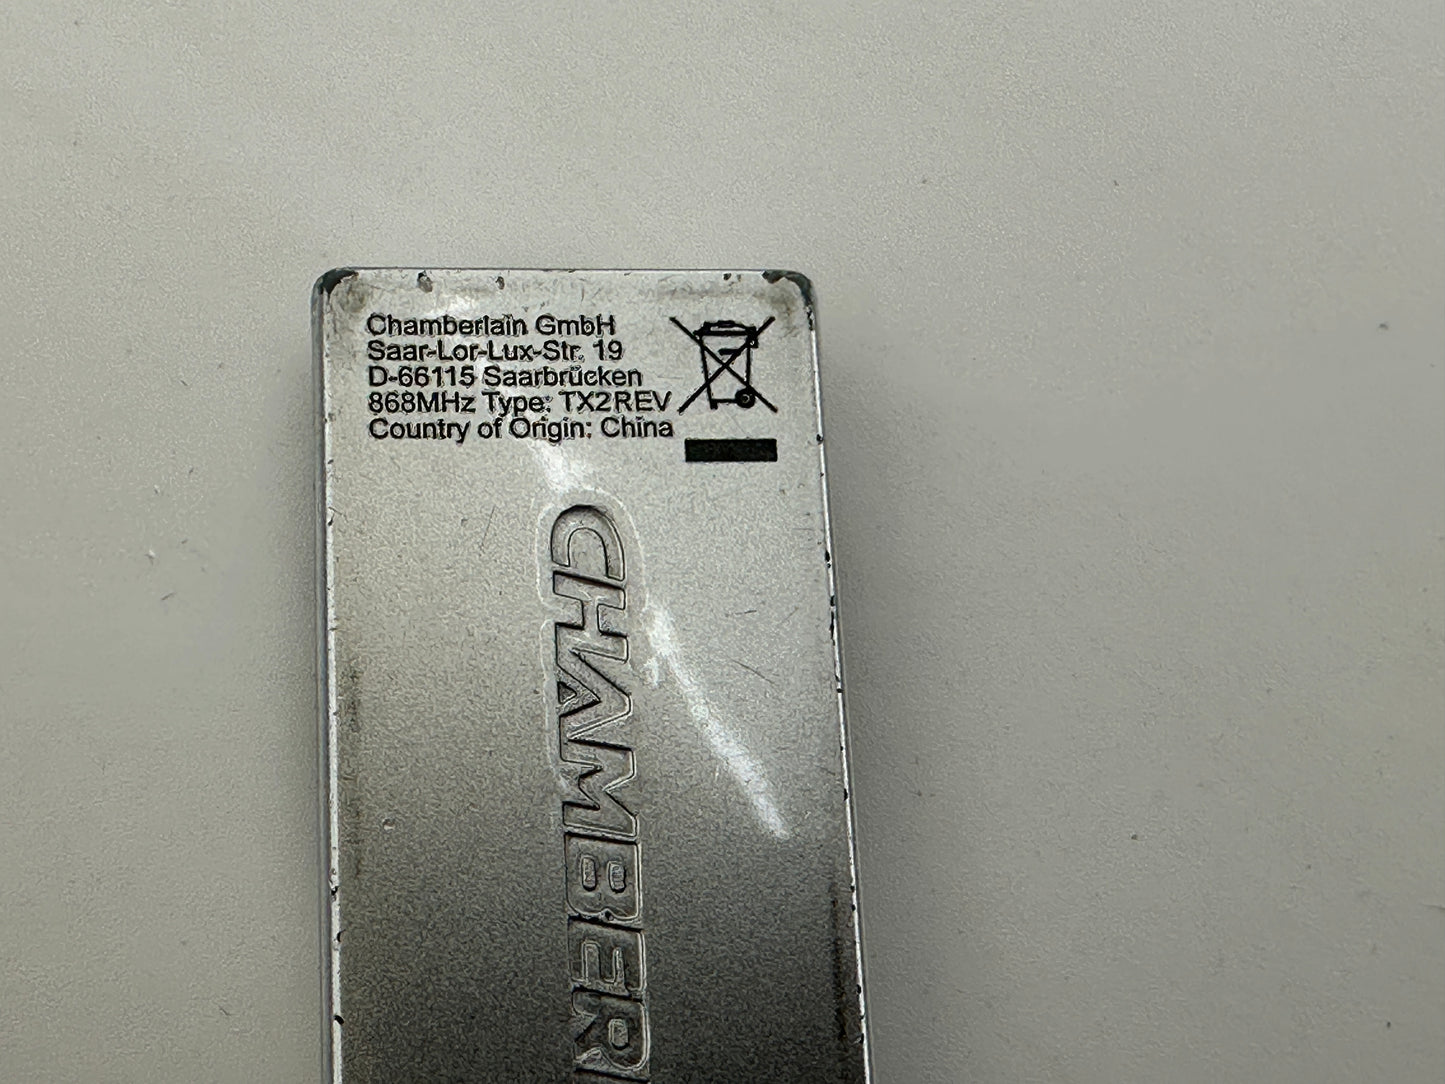 Chamberlain GmbH
Saar-Lor-Lux-Str. 19
D-66115 Saarbrücken
868MHz Type: TX2REV
Country of Origin: China
CHAMBER